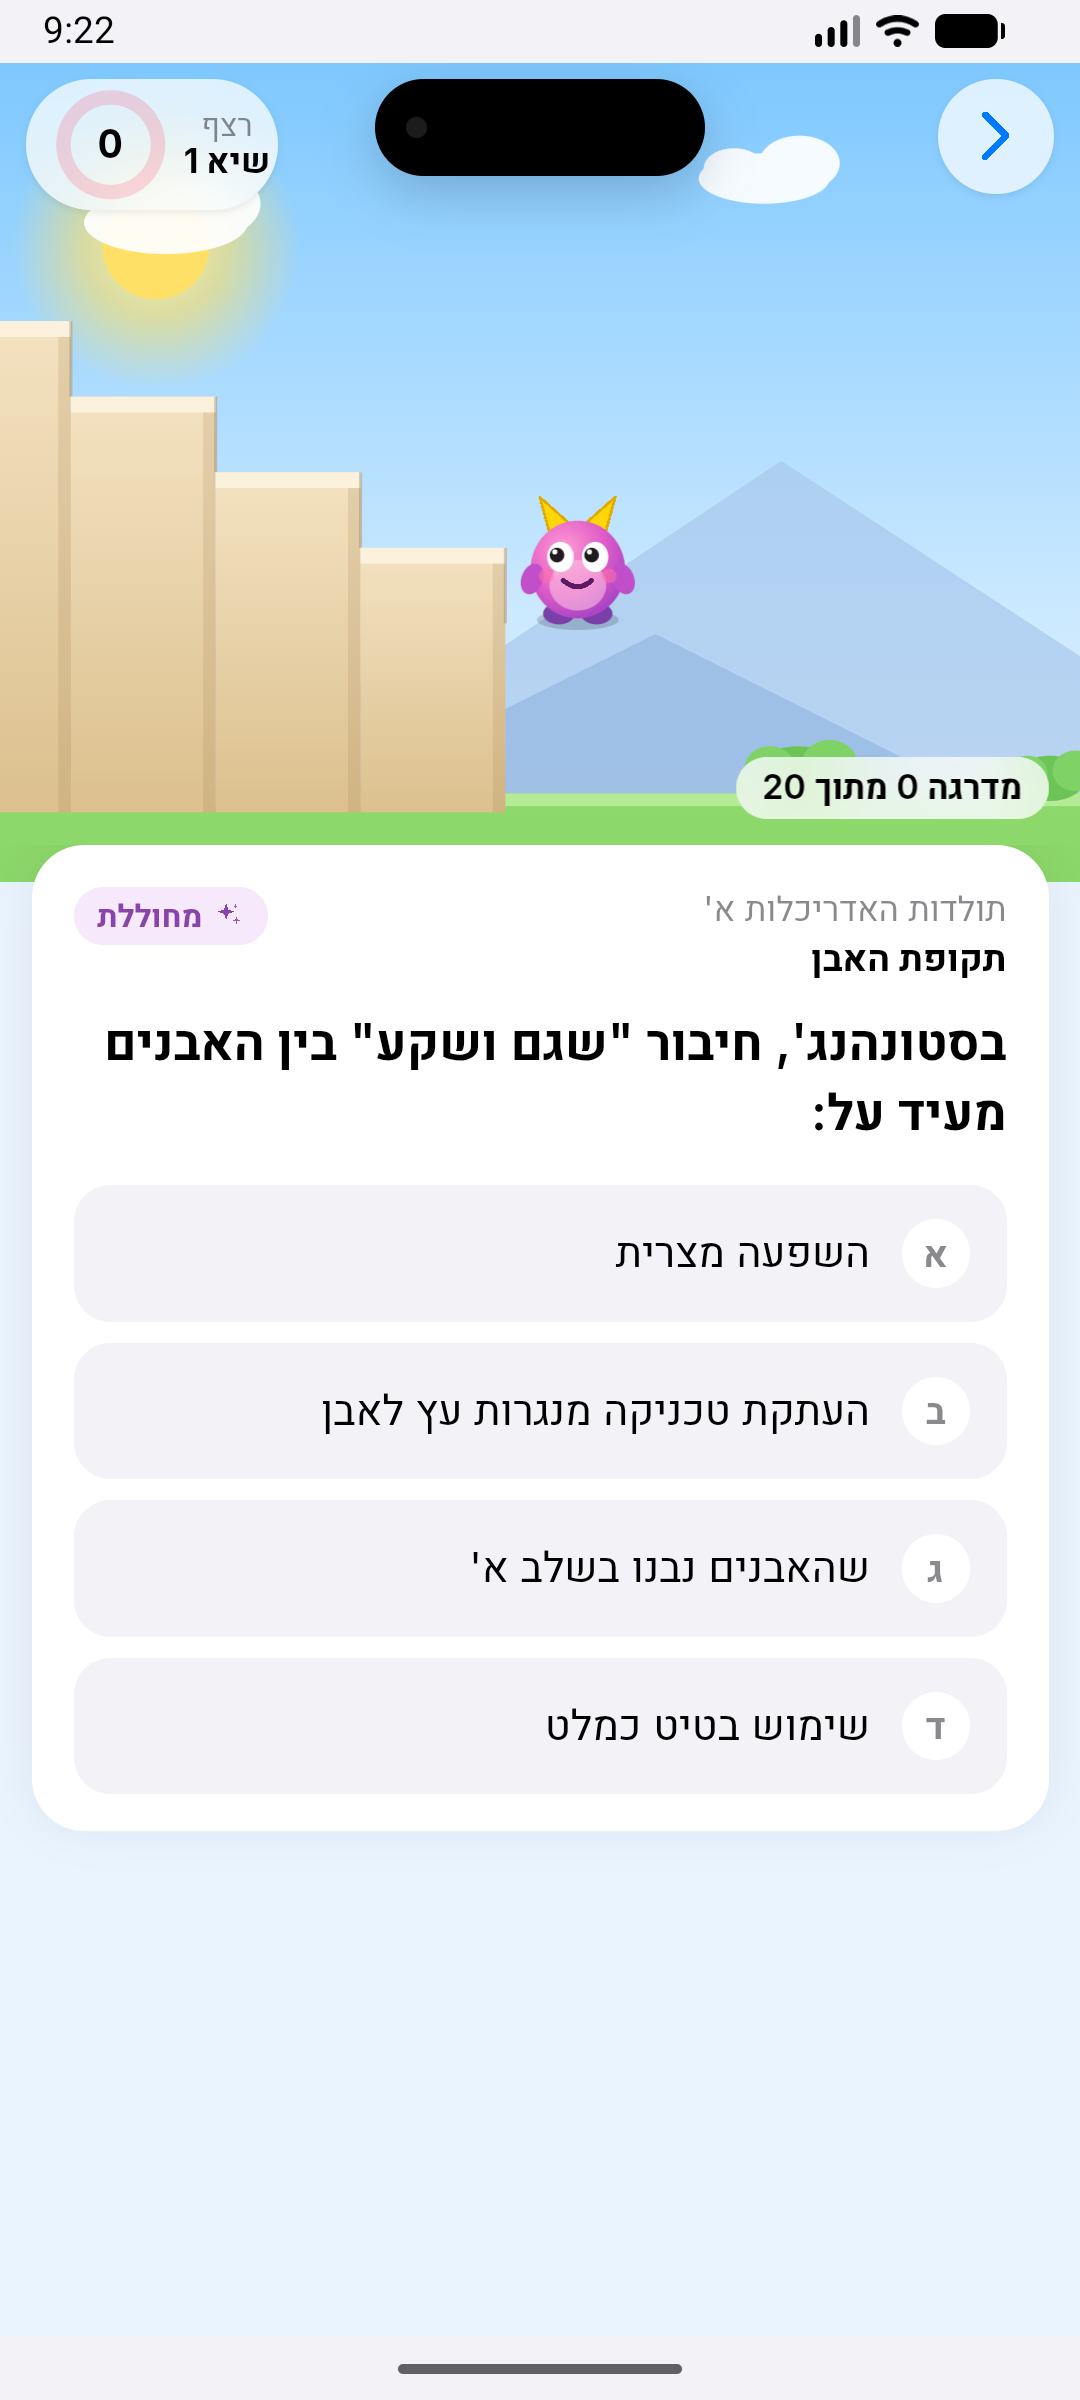 9:22
רצף
שיא 1
0
מדרגה 0 מתוך 20
תולדות האדריכלות א'
תקופת האבן
מחוללת
בסטונהנג', חיבור "שגם ושקע" בין האבנים
מעיד על:
א השפעה מצרית
ב העתקת טכניקה מנגרות עץ לאבן
ג שהאבנים נבנו בשלב א'
ד שימוש בטיט כמלט